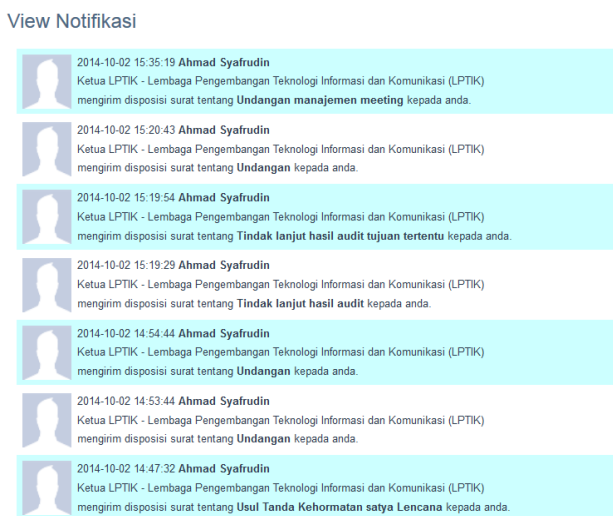 View Notifikasi
2014-10-02 15:35:19 Ahmad Syafrudin
Ketua LPTIK - Lembaga Pengembangan Teknologi Informasi dan Komunikasi (LPTIK)
mengirim disposisi surat tentang Undangan manajemen meeting kepada anda.
2014-10-02 15:20:43 Ahmad Syafrudin
Ketua LPTIK - Lembaga Pengembangan Teknologi Informasi dan Komunikasi (LPTIK)
mengirim disposisi surat tentang Undangan kepada anda.
2014-10-02 15:19:54 Ahmad Syafrudin
Ketua LPTIK - Lembaga Pengembangan Teknologi Informasi dan Komunikasi (LPTIK)
mengirim disposisi surat tentang Tindak lanjut hasil audit tujuan tertentu kepada anda.
2014-10-02 15:19:29 Ahmad Syafrudin
Ketua LPTIK - Lembaga Pengembangan Teknologi Informasi dan Komunikasi (LPTIK)
mengirim disposisi surat tentang Tindak lanjut hasil audit kepada anda.
2014-10-02 14:54:44 Ahmad Syafrudin
Ketua LPTIK - Lembaga Pengembangan Teknologi Informasi dan Komunikasi (LPTIK)
mengirim disposisi surat tentang Undangan kepada anda.
2014-10-02 14:53:44 Ahmad Syafrudin
Ketua LPTIK - Lembaga Pengembangan Teknologi Informasi dan Komunikasi (LPTIK)
mengirim disposisi surat tentang Undangan kepada anda.
2014-10-02 14:47:32 Ahmad Syafrudin
Ketua LPTIK - Lembaga Pengembangan Teknologi Informasi dan Komunikasi (LPTIK)
mengirim disposisi surat tentang Usul Tanda Kehormatan satya Lencana kepada anda.